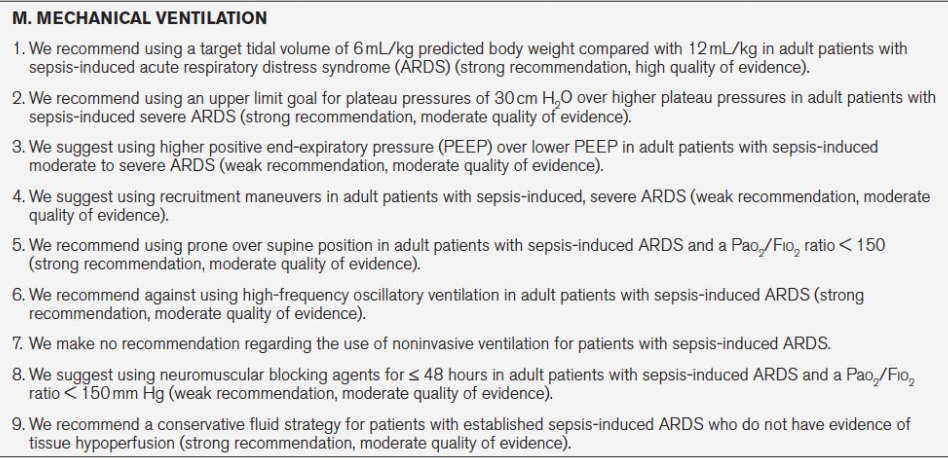 M. MECHANICAL VENTILATION
1. We recommend using a target tidal volume of 6 mL/kg predicted body weight compared with 12 mL/kg in adult patients with
sepsis-induced acute respiratory distress syndrome (ARDS) (strong recommendation, high quality of evidence).
2. We recommend using an upper limit goal for plateau pressures of 30 cm H₂O over higher plateau pressures in adult patients with
sepsis-induced severe ARDS (strong recommendation, moderate quality of evidence).
3. We suggest using higher positive end-expiratory pressure (PEEP) over lower PEEP in adult patients with sepsis-induced
moderate to severe ARDS (weak recommendation, moderate quality of evidence).
4. We suggest using recruitment maneuvers in adult patients with sepsis-induced, severe ARDS (weak recommendation, moderate
quality of evidence).
5. We recommend using prone over supine position in adult patients with sepsis-induced ARDS and a Pao₂/Fio₂ ratio < 150
(strong recommendation, moderate quality of evidence).
6. We recommend against using high-frequency oscillatory ventilation in adult patients with sepsis-induced ARDS (strong
recommendation, moderate quality of evidence).
7. We make no recommendation regarding the use of noninvasive ventilation for patients with sepsis-induced ARDS.
8. We suggest using neuromuscular blocking agents for ≤ 48 hours in adult patients with sepsis-induced ARDS and a Pao₂/Fio₂
ratio < 150 mm Hg (weak recommendation, moderate quality of evidence).
9. We recommend a conservative fluid strategy for patients with established sepsis-induced ARDS who do not have evidence of
tissue hypoperfusion (strong recommendation, moderate quality of evidence).